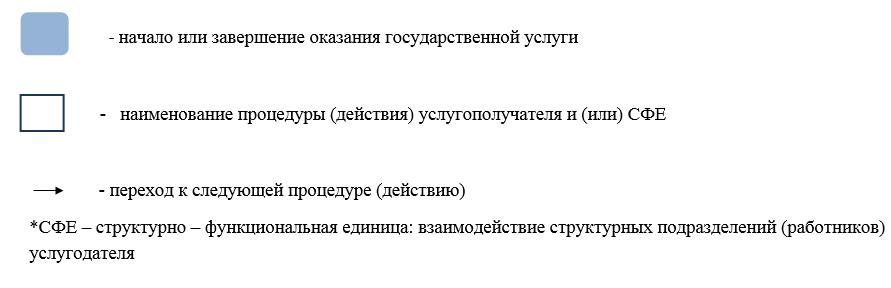 - начало или завершение оказания государственной услуги
- наименование процедуры (действия) услугополучателя и (или) СФЕ
- переход к следующей процедуре (действию)
*СФЕ – структурно – функциональная единица: взаимодействие структурных подразделений (работников)
услугодателя